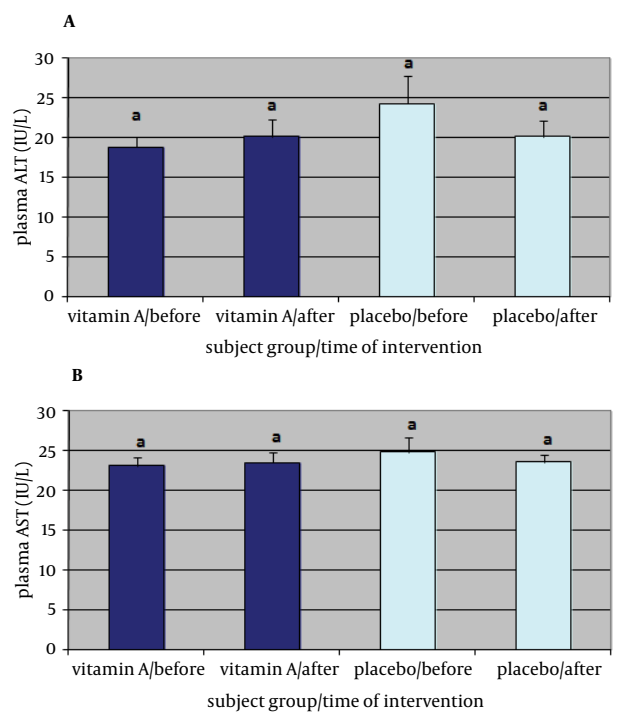 A
plasma ALT (IU/L)
30
25
20
15
10
5
0
a
a
a
a
vitamin A/before
vitamin A/after
placebo/before
placebo/after
subject group/time of intervention
B
plasma AST (IU/L)
30
25
20
15
10
5
0
a
a
a
a
vitamin A/before
vitamin A/after
placebo/before
placebo/after
subject group/time of intervention